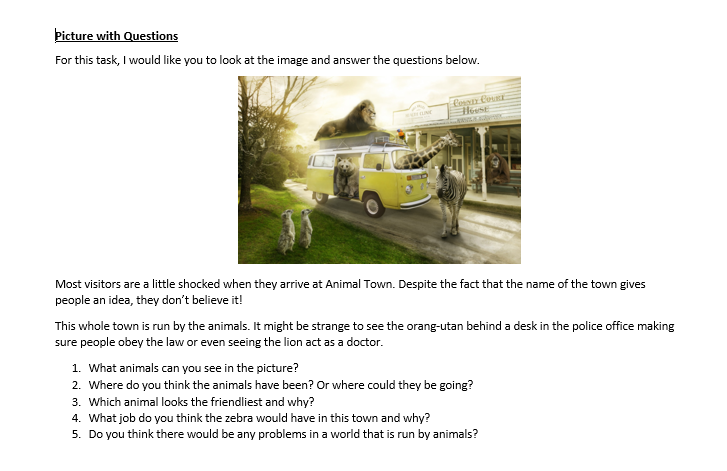 Picture with Questions
For this task, I would like you to look at the image and answer the questions below.
County Court
House
Most visitors are a little shocked when they arrive at Animal Town. Despite the fact that the name of the town gives
people an idea, they don't believe it!
This whole town is run by the animals. It might be strange to see the orang-utan behind a desk in the police office making
sure people obey the law or even seeing the lion act as a doctor.
1. What animals can you see in the picture?
2. Where do you think the animals have been? Or where could they be going?
3. Which animal looks the friendliest and why?
4. What job do you think the zebra would have in this town and why?
5. Do you think there would be any problems in a world that is run by animals?